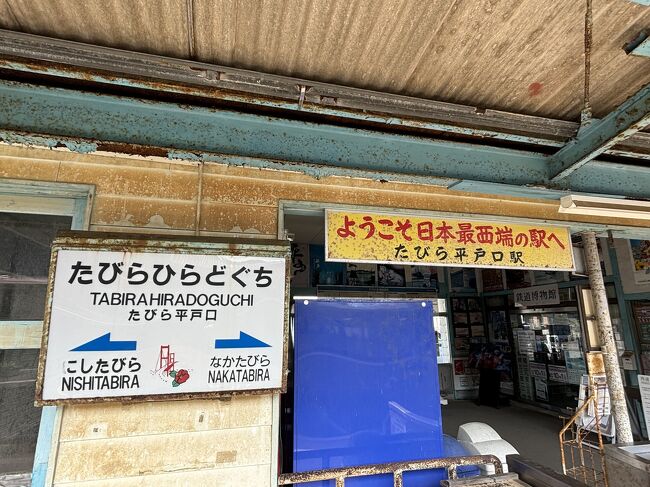 たびらひらどぐち
TABIRAHIRADOGUCHI
たびら平戸口
こしたびら
NISHITABIRA
なかたびら
NAKATABIRA
ようこそ日本最西端の駅へ
たびら平戸口駅
鉄道博物館